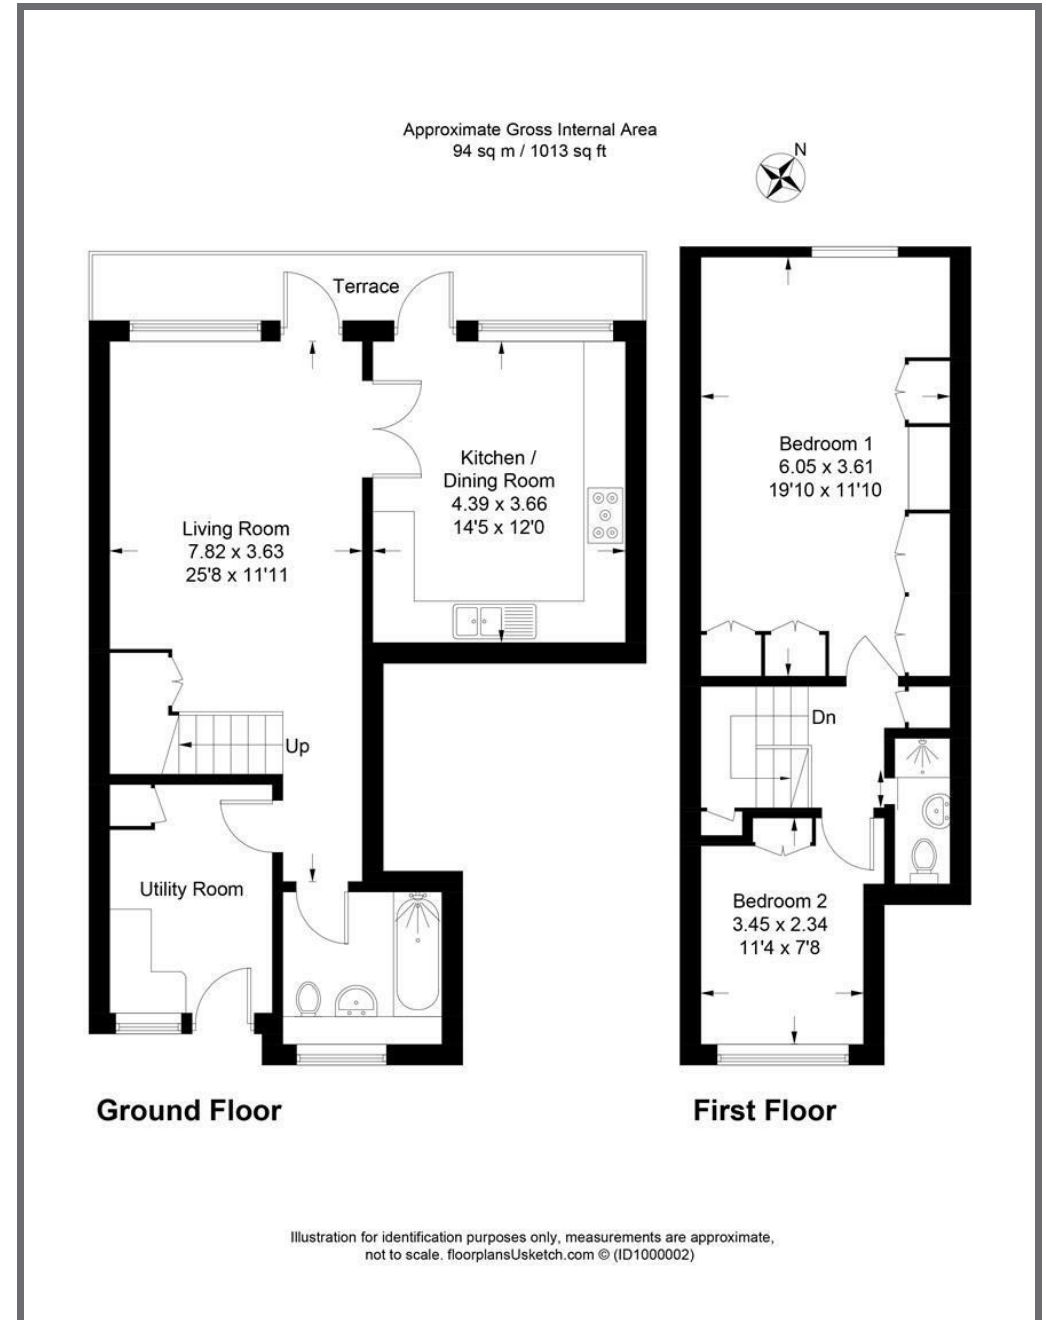 Approximate Gross Internal Area
94 sq m / 1013 sq ft
N
Terrace
Kitchen /
Dining Room
4.39 x 3.66
14'5 x 12'0
Living Room
7.82 x 3.63
25'8 x 11'11
Up
Utility Room
Ground Floor
Bedroom 1
6.05 x 3.61
19'10 x 11'10
Dn
Bedroom 2
3.45 x 2.34
11'4 x 7'8
First Floor
Illustration for identification purposes only, measurements are approximate,
not to scale. floorplansUsketch.com © (ID1000002)